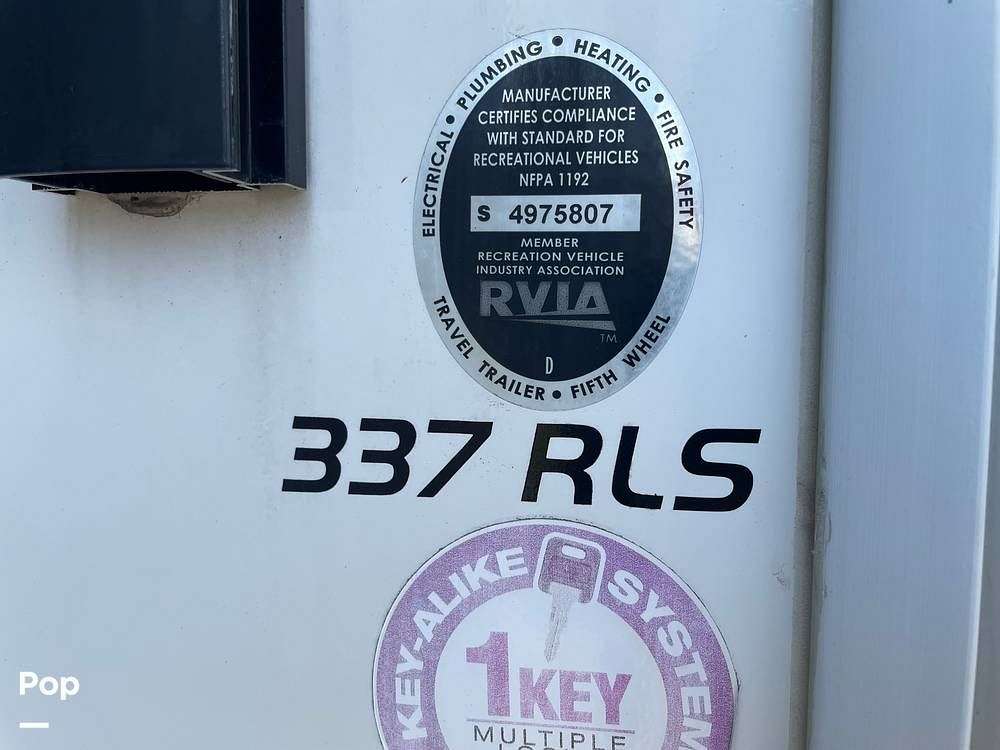 ELECTRICAL • PLUMBING • HEATING • FIRE SAFETY
MANUFACTURER
CERTIFIES COMPLIANCE
WITH STANDARD FOR
RECREATIONAL VEHICLES
NFPA 1192
S 4975807
MEMBER
RECREATION VEHICLE
INDUSTRY ASSOCIATION
RVIA
TM
D
TRAVEL TRAILER • FIFTH WHEEL
337 RLS
KEY-ALIKE SYSTEM
1KEY
MULTIPLE
Pop